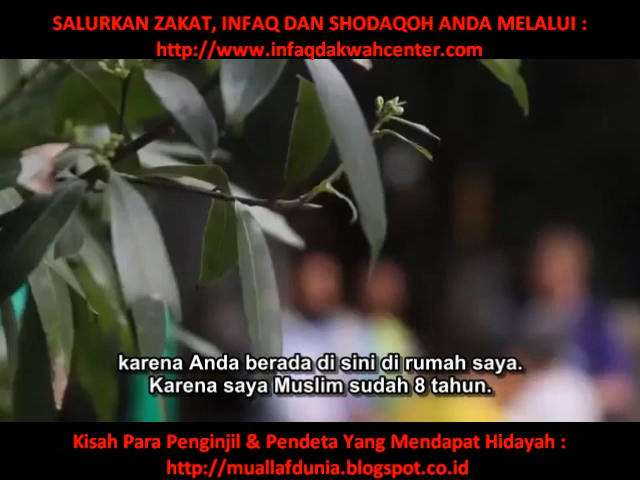 SALURKAN ZAKAT, INFAQ DAN SHODAQOH ANDA MELALUI :
http://www.infaqdakwahcenter.com
karena Anda berada di sini di rumah saya.
Karena saya Muslim sudah 8 tahun.
Kisah Para Penginjil & Pendeta Yang Mendapat Hidayah :
http://muallafdunia.blogspot.co.id